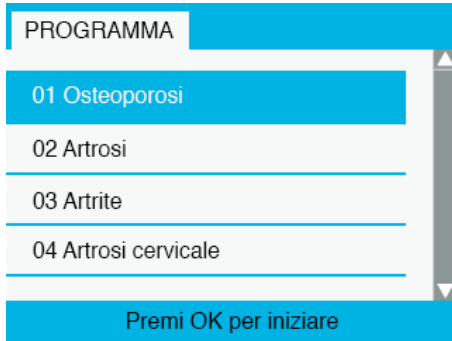 PROGRAMMA
01 Osteoporosi
02 Artrosi
03 Artrite
04 Artrosi cervicale
Premi OK per iniziare